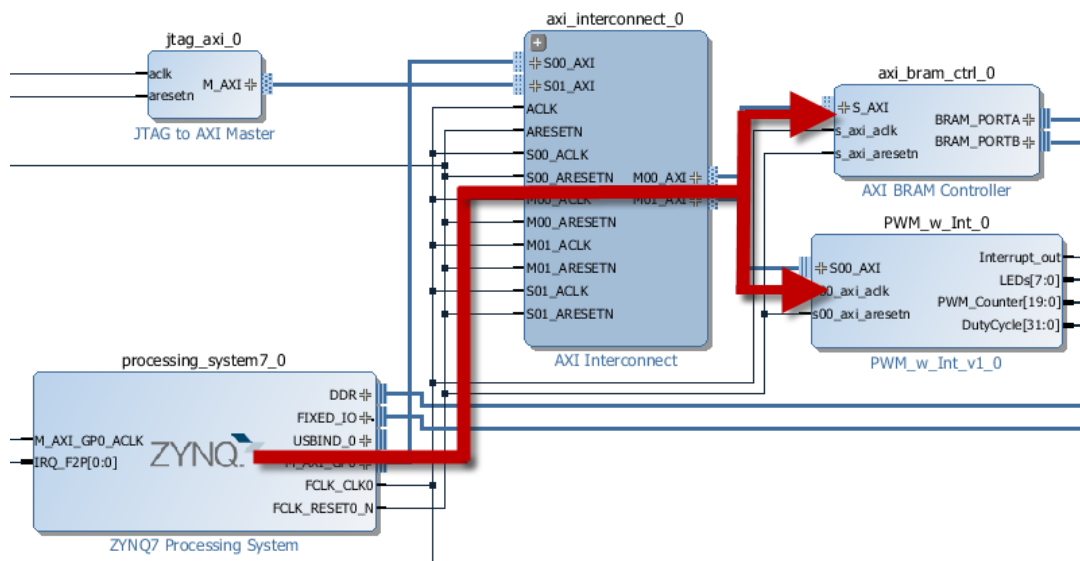 jtag_axi_0
aclk
aresetn
M_AXI
JTAG to AXI Master
axi_interconnect_0
S00_AXI
S01_AXI
ACLK
ARESETN
S00_ACLK
S00_ARESETN
M00_ACLK
M00_ARESETN
M01_ACLK
M01_ARESETN
S01_ACLK
S01_ARESETN
M00_AXI
M01_AXI
AXI Interconnect
axi_bram_ctrl_0
S_AXI
s_axi_aclk
s_axi_aresetn
BRAM_PORTA
BRAM_PORTB
AXI BRAM Controller
PWM_w_Int_0
S00_AXI
s00_axi_aresetn
Interrupt_out
LEDs[7:0]
PWM_Counter[19:0]
DutyCycle[31:0]
PWM_w_Int_v1_0
processing_system7_0
M_AXI_GP0_ACLK
IRQ_F2P[0:0]
ZYNQ
DDR
FIXED_IO
USBIND_0
M_AXI_GP0
FCLK_CLK0
FCLK_RESET0_N
ZYNQ7 Processing System